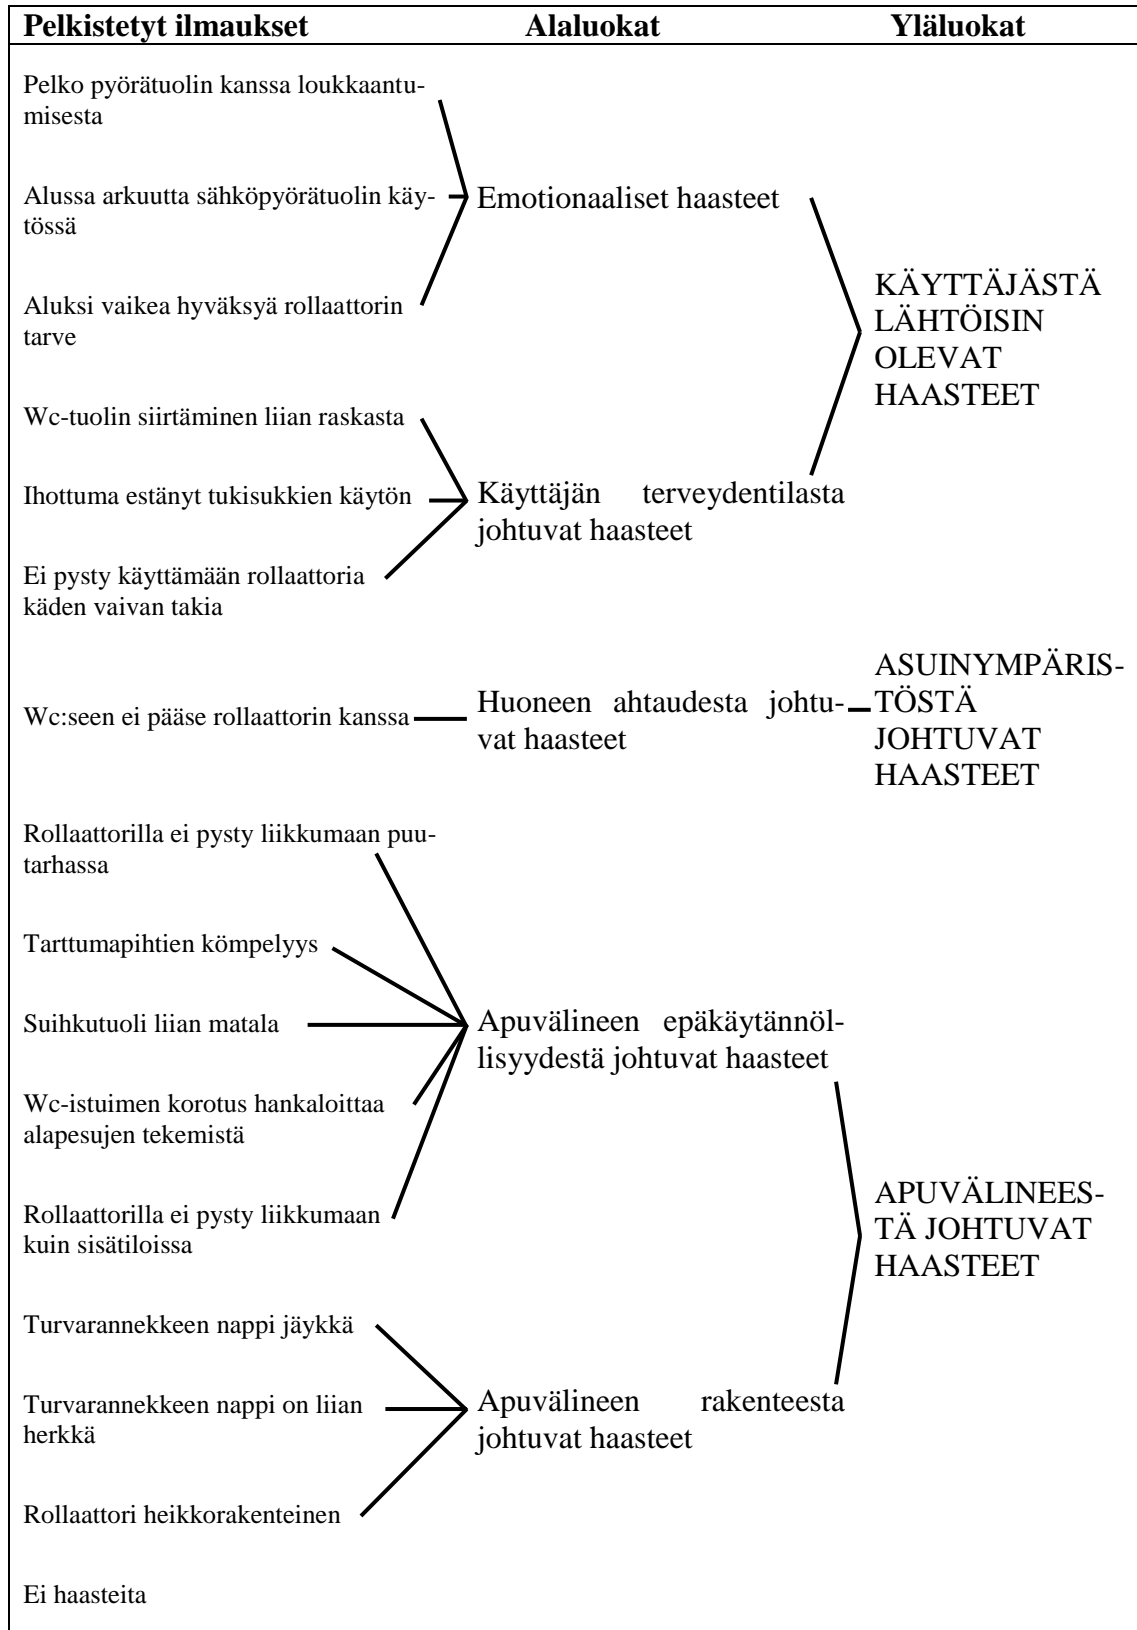 Pelkistetyt ilmaukset Alaluokat Yläluokat
Pelko pyörätuolin kanssa loukkaantu-
misesta
Alussa arkuutta sähköpyörätuolin käy-
tössä
Emotionaaliset haasteet
Aluksi vaikea hyväksyä rollaattorin
tarve
KÄYTTÄJÄSTÄ
LÄHTÖISIN
OLEVAT
HAASTEET
Wc-tuolin siirtäminen liian raskasta
Ihottuma estänyt tukisukkien käytön
Käyttäjän terveydentilasta
johtuvat haasteet
Ei pysty käyttämään rollaattoria
käden vaivan takia
Wc:seen ei pääse rollaattorin kanssa
Huoneen ahtaudesta johtu-
vat haasteet
ASUINYMPÄRIS-
TÖSTÄ
JOHTUVAT
HAASTEET
Rollaattorilla ei pysty liikkumaan puu-
tarhassa
Tarttumapihtien kömpelyys
Suihkutuoli liian matala
Apuvälineen epäkäytännöl-
lisyydestä johtuvat haasteet
Wc-istuimen korotus hankaloittaa
alapesujen tekemistä
Rollaattorilla ei pysty liikkumaan
kuin sisätiloissa
APUVÄLINEES-
TÄ JOHTUVAT
HAASTEET
Turvarannekkeen nappi jäykkä
Turvarannekkeen nappi on liian
herkkä
Apuvälineen rakenteesta
johtuvat haasteet
Rollaattori heikkorakenteinen
Ei haasteita